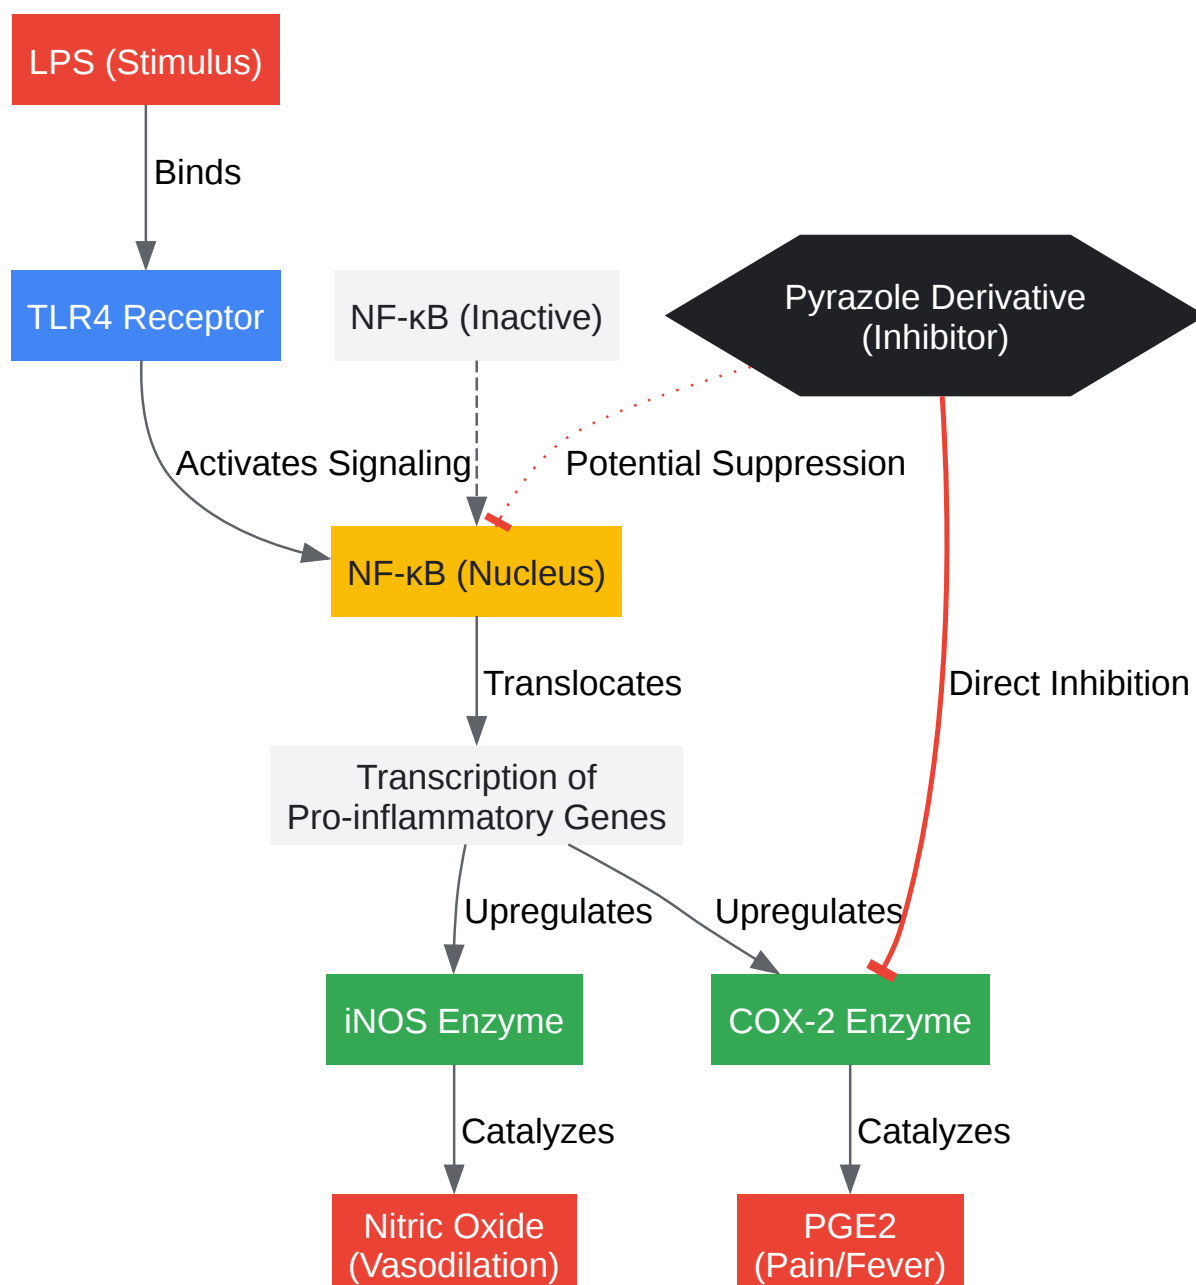 LPS (Stimulus)
Binds
TLR4 Receptor
NF-κB (Inactive)
Pyrazole Derivative
(Inhibitor)
Activates Signaling
Potential Suppression
NF-κB (Nucleus)
Translocates
Direct Inhibition
Transcription of
Pro-inflammatory Genes
Upregulates
Upregulates
iNOS Enzyme
COX-2 Enzyme
Catalyzes
Catalyzes
Nitric Oxide
(Vasodilation)
PGE2
(Pain/Fever)